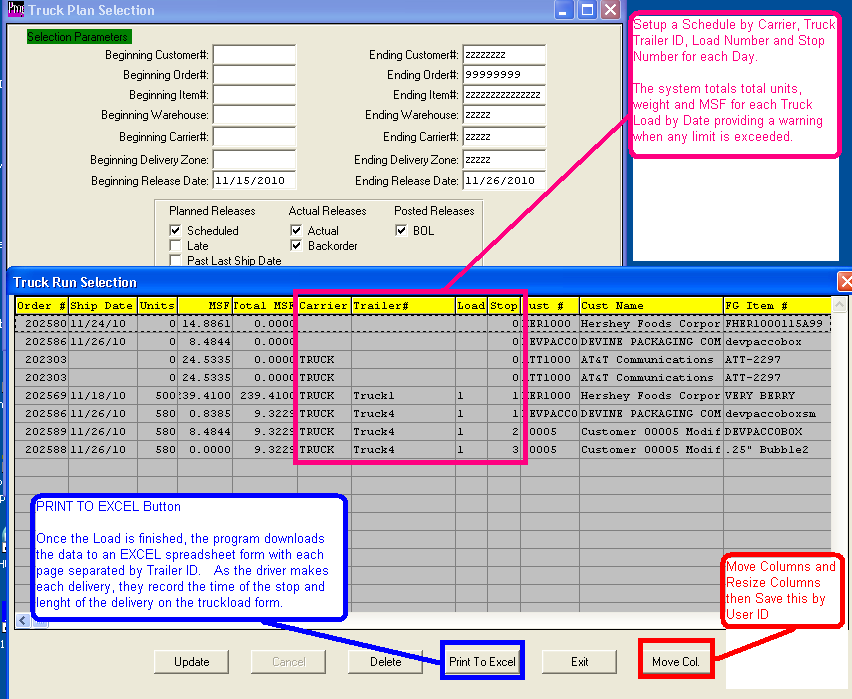 Truck Plan Selection
Selection Parameters:
Beginning Customer#: Ending Customer#: zzzzzzzz
Beginning Order#: Ending Order#: 99999999
Beginning Item#: Ending Item#: zzzzzzzzzzzzzzz
Beginning Warehouse: Ending Warehouse: zzzzz
Beginning Carrier#: Ending Carrier#: zzzzz
Beginning Delivery Zone: Ending Delivery Zone: zzzzz
Beginning Release Date: 11/15/2010 Ending Release Date: 11/26/2010
Planned Releases Actual Releases Posted Releases
Scheduled Actual BOL
Late Backorder
Past Last Ship Date
Setup a Schedule by Carrier, Truck
Trailer ID, Load Number and Stop
Number for each Day.
The system totals total units,
weight and MSF for each Truck
Load by Date providing a warning
when any limit is exceeded.
Truck Run Selection
Order # Ship Date Units MSF Total MSF Carrier Trailer# Load Stop ust # Cust Name FG Item #
202580 11/24/10 0 14.8861 0.0000 0 HER1000 Hershey Foods Corpor FHER1000115A99
202586 11/26/10 0 8.4844 0.0000 0 EVPACCO DEVINE PACKAGING COM devpaccobox
202303 0 24.5335 0.0000 TRUCK 0 TT1000 AT&T Communications ATT-2297
202303 0 24.5335 0.0000 TRUCK 0 TT1000 AT&T Communications ATT-2297
202569 11/18/10 500 239.4100 239.4100 TRUCK Truck1 1 1 HER1000 Hershey Foods Corpor VERY BERRY
202586 11/26/10 580 0.8385 9.3229 TRUCK Truck4 1 1 EVPACCO DEVINE PACKAGING COM devpaccoboxsm
202589 11/26/10 580 8.4844 9.3229 TRUCK Truck4 1 2 0005 Customer 00005 Modif DEVPACCOBOX
202588 11/26/10 580 0.0000 9.3229 TRUCK Truck4 1 3 0005 Customer 00005 Modif .25" Bubble2
PRINT TO EXCEL Button
Once the Load is finished, the program downloads
the data to an EXCEL spreadsheet form with each
page separated by Trailer ID. As the driver makes
each delivery, they record the time of the stop and
lenght of the delivery on the truckload form.
Move Columns and
Resize Columns
then Save this by
User ID
Update Cancel Delete Print To Excel Exit Move Col.